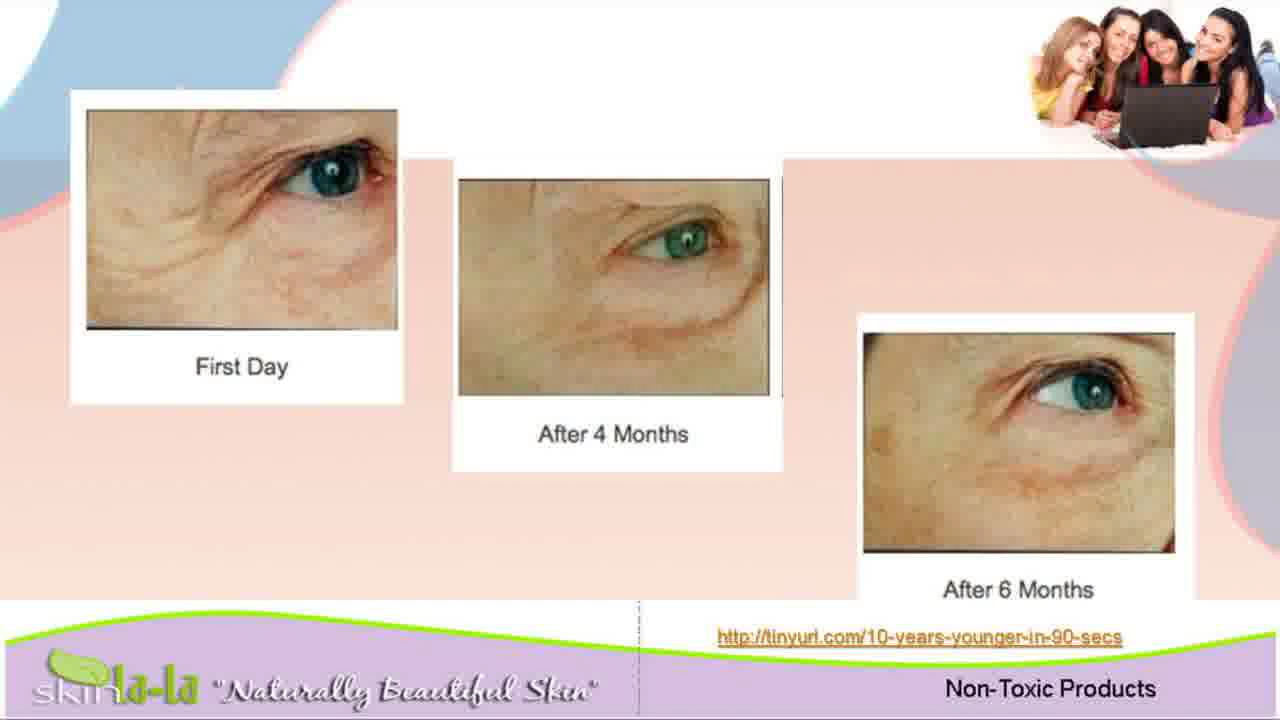 First Day
After 4 Months
After 6 Months
http://tinyurl.com/10-years-younger-in-90-secs
skin la-la "Naturally Beautiful Skin"
Non-Toxic Products